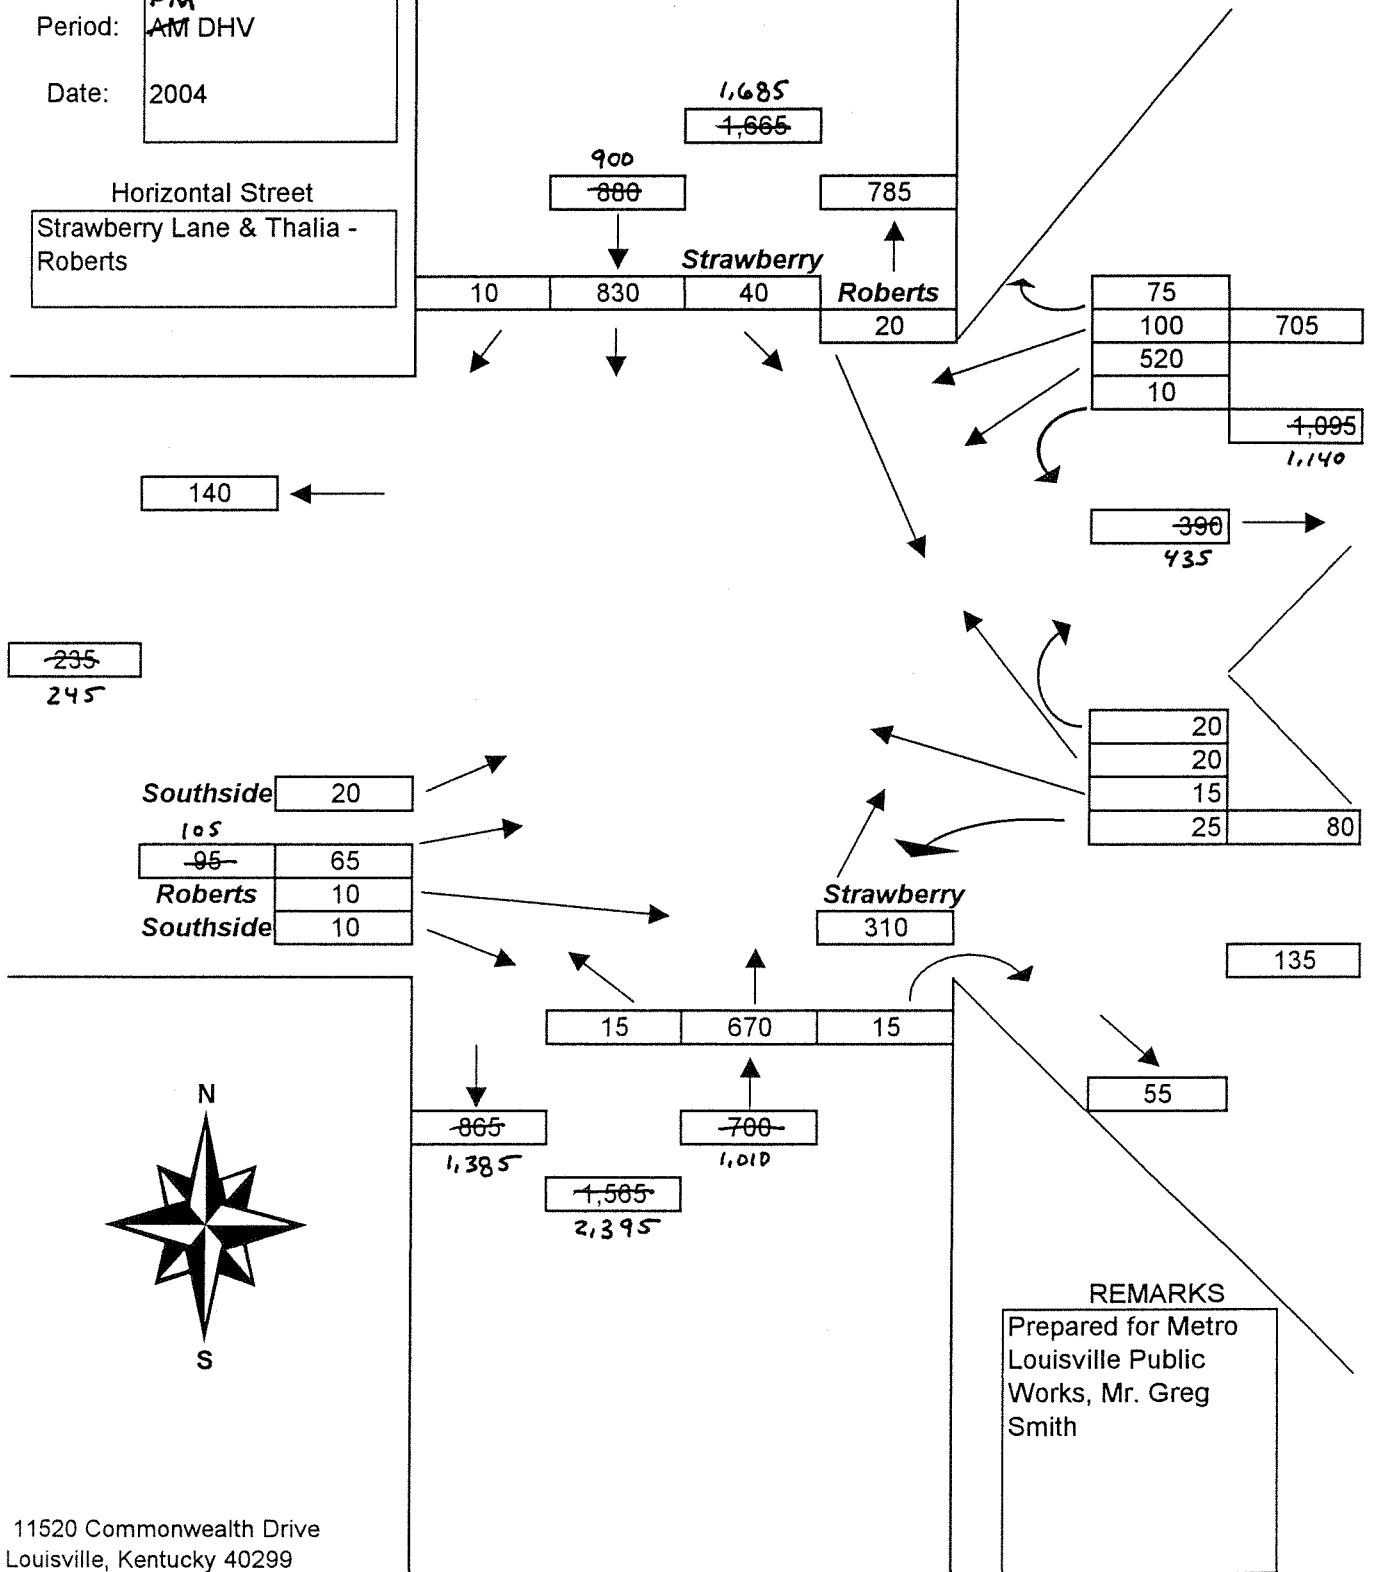 PM
Period: AM DHV
Date: 2004
1,685
1,665
900
880
785
Horizontal Street
Strawberry Lane & Thalia -
Roberts
Strawberry
10 830 40 Roberts
20
75
100 705
520
10
1,095
1,140
140
390
435
235
245
20
20
15
25 80
Southside 20
105
95 65
Roberts 10
Southside 10
Strawberry
310
135
15 670 15
55
N
865
1,385
700
1,010
1,565
2,395
S
REMARKS
Prepared for Metro
Louisville Public
Works, Mr. Greg
Smith
11520 Commonwealth Drive
Louisville, Kentucky 40299